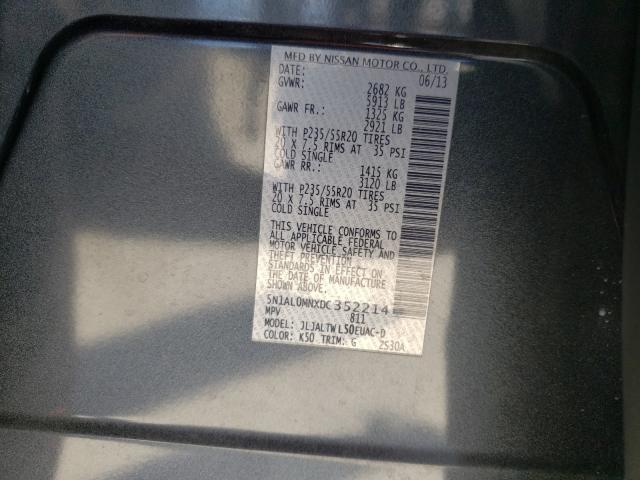 MFD BY NISSAN MOTOR CO., LTD
DATE: 06/13
GVWR: 2682 KG
5913 LB
GAWR FR.: 1325 KG
2921 LB
WITH P235/55R20 TIRES
20 X 7.5 RIMS AT 35 PSI
COLD SINGLE
GAWR RR.: 1415 KG
3120 LB
WITH P235/55R20 TIRES
20 X 7.5 RIMS AT 35 PSI
COLD SINGLE
THIS VEHICLE CONFORMS TO
ALL APPLICABLE FEDERAL
MOTOR VEHICLE SAFETY AND
THEFT PREVENTION
STANDARDS IN EFFECT ON
THE DATE OF MANUFACTURE
SHOWN ABOVE.
5N1AL0MNXDC352214
MPV 811
MODEL: JLJALTWL50EUAC-D
COLOR: K50 TRIM: G 2S30A